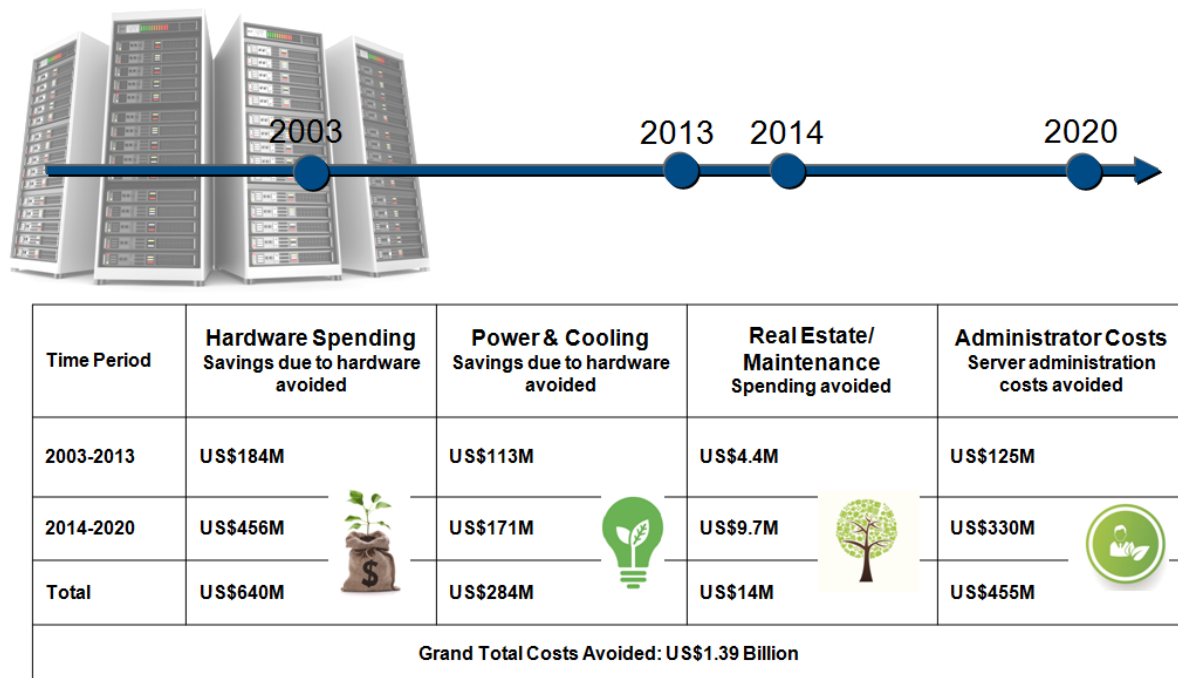 2003
2013
2014
2020
Time Period
Hardware Spending
Savings due to hardware
avoided
Power & Cooling
Savings due to hardware
avoided
Real Estate/
Maintenance
Spending avoided
Administrator Costs
Server administration
costs avoided
2003-2013
US$184M
US$113M
US$4.4M
US$125M
2014-2020
US$456M
US$171M
US$9.7M
US$330M
Total
US$640M
$
US$284M
US$14M
US$455M
Grand Total Costs Avoided: US$1.39 Billion